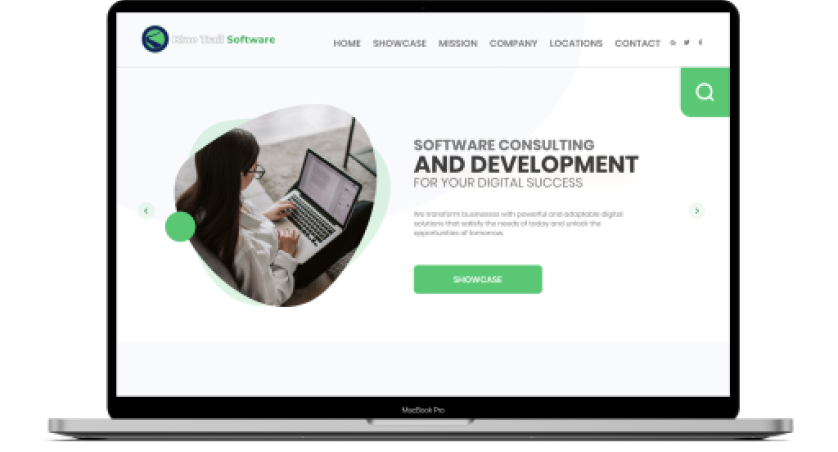 Blue Trail Software
HOME SHOWCASE MISSION COMPANY LOCATIONS CONTACT
SOFTWARE CONSULTING
AND DEVELOPMENT
FOR YOUR DIGITAL SUCCESS
We transform businesses with powerful and adaptable digital
solutions that satisfy the needs of today and unlock the
opportunities of tomorrow.
SHOWCASE
MacBook Pro